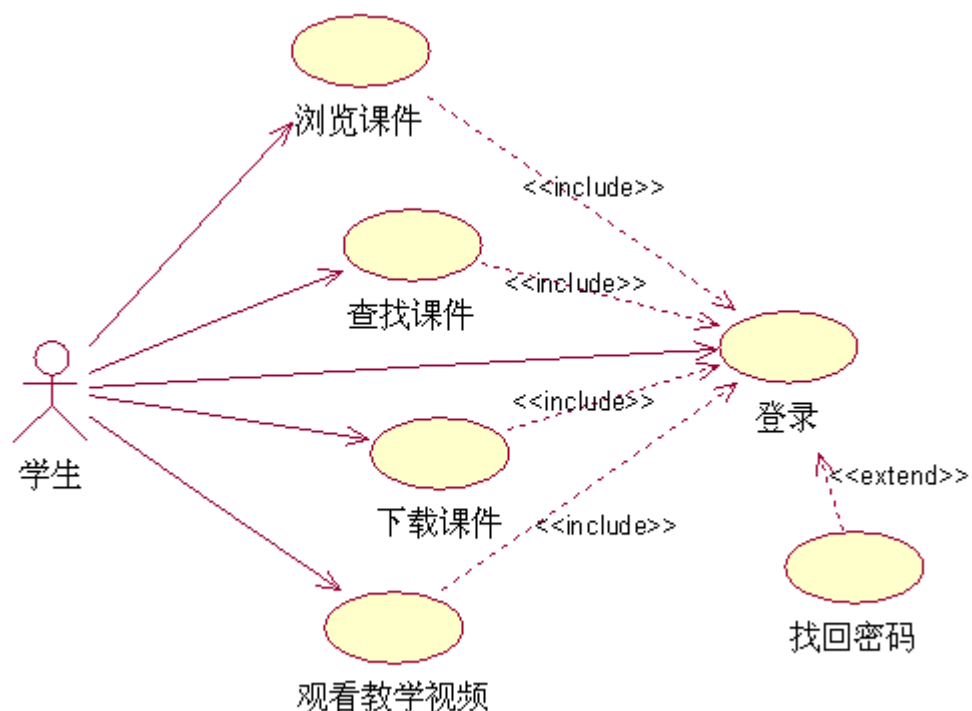 浏览课件
<<include>>
查找课件
<<include>>
登录
<<include>>
学生
下载课件
<<extend>>
<<include>>
找回密码
观看教学视频